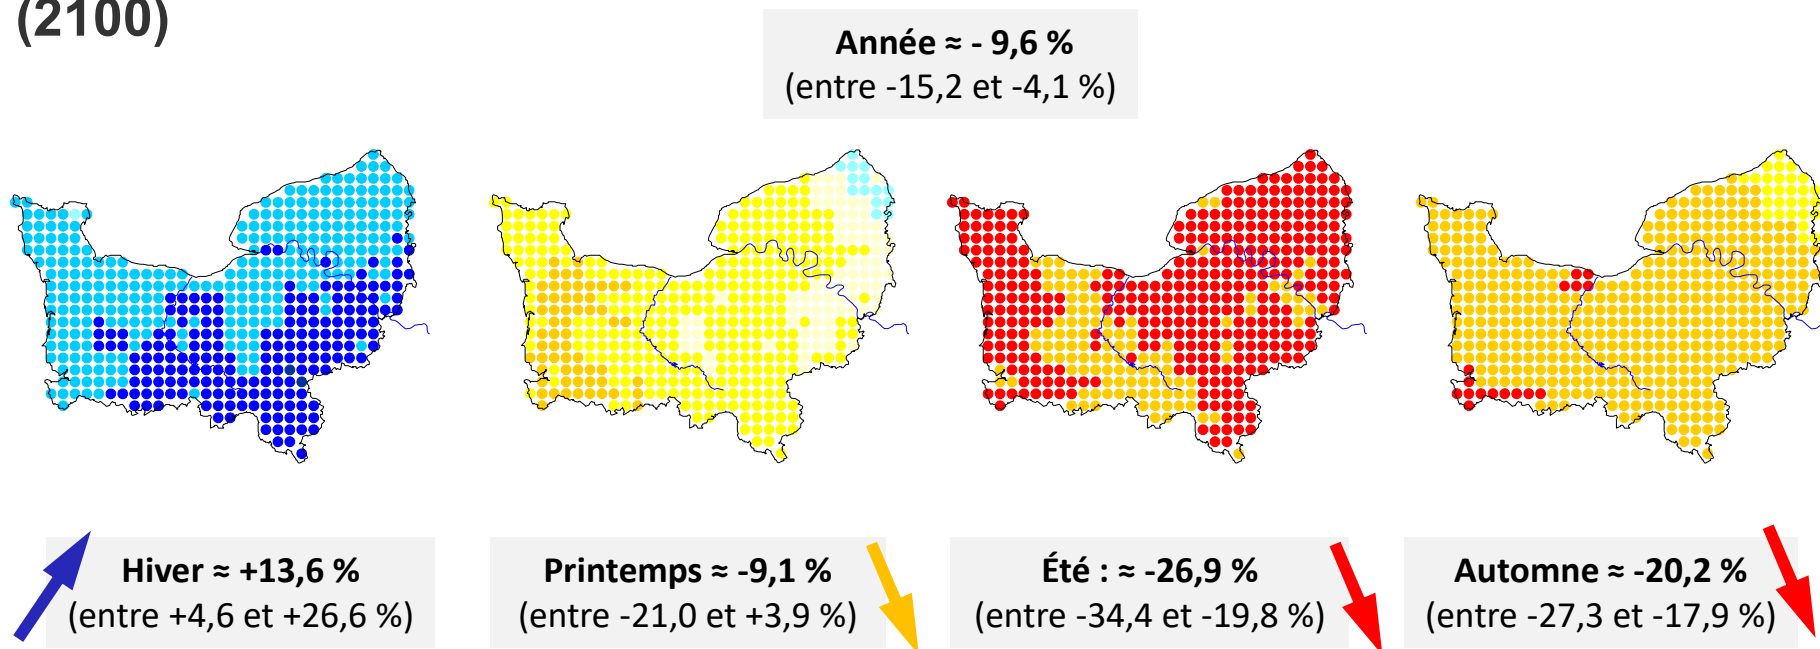 (2100)
Année ≈ - 9,6 %
(entre -15,2 et -4,1 %)
Hiver ≈ +13,6 %
(entre +4,6 et +26,6 %)
Printemps ≈ -9,1 %
(entre -21,0 et +3,9 %)
Été : ≈ -26,9 %
(entre -34,4 et -19,8 %)
Automne ≈ -20,2 %
(entre -27,3 et -17,9 %)